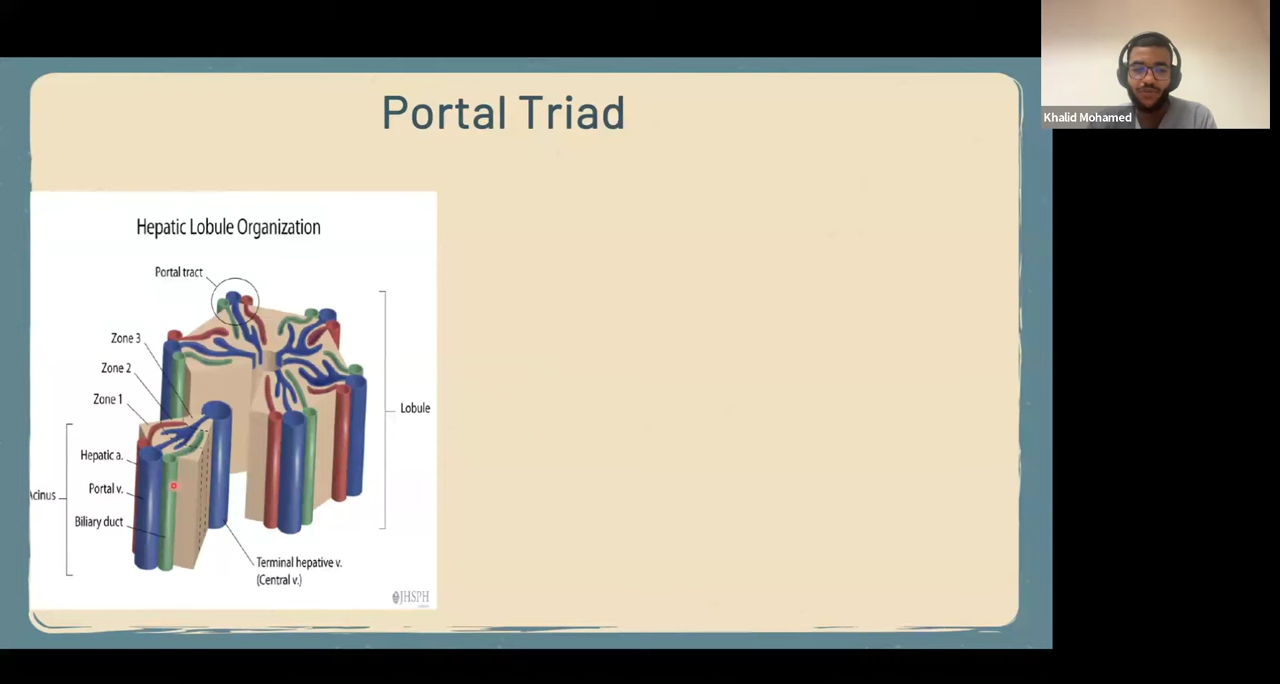 Portal Triad
Khalid Mohamed
Hepatic Lobule Organization
Portal tract
Zone 3
Zone 2
Zone 1
Lobule
Hepatic a.
Portal v.
cinus
Biliary duct
Terminal hepative v.
(Central v.)
JHSPH